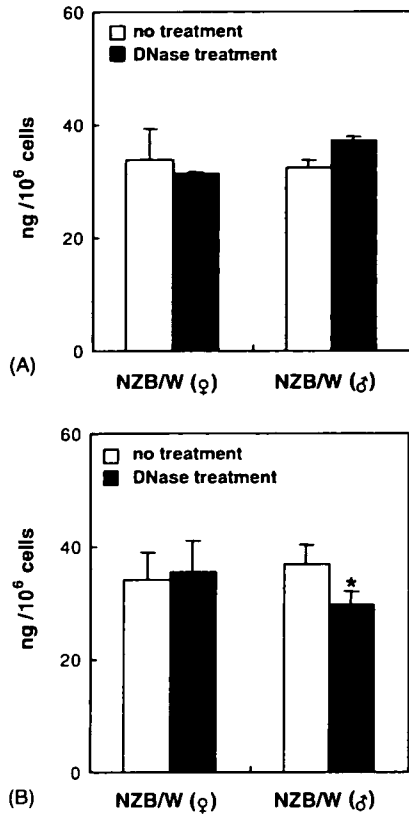 60
no treatment
DNase treatment
40
ng /10⁶ cells
20
0
(A)
NZB/W (♀) NZB/W (♂)
60
no treatment
DNase treatment
40
*
ng /10⁶ cells
20
0
(B)
NZB/W (♀) NZB/W (♂)